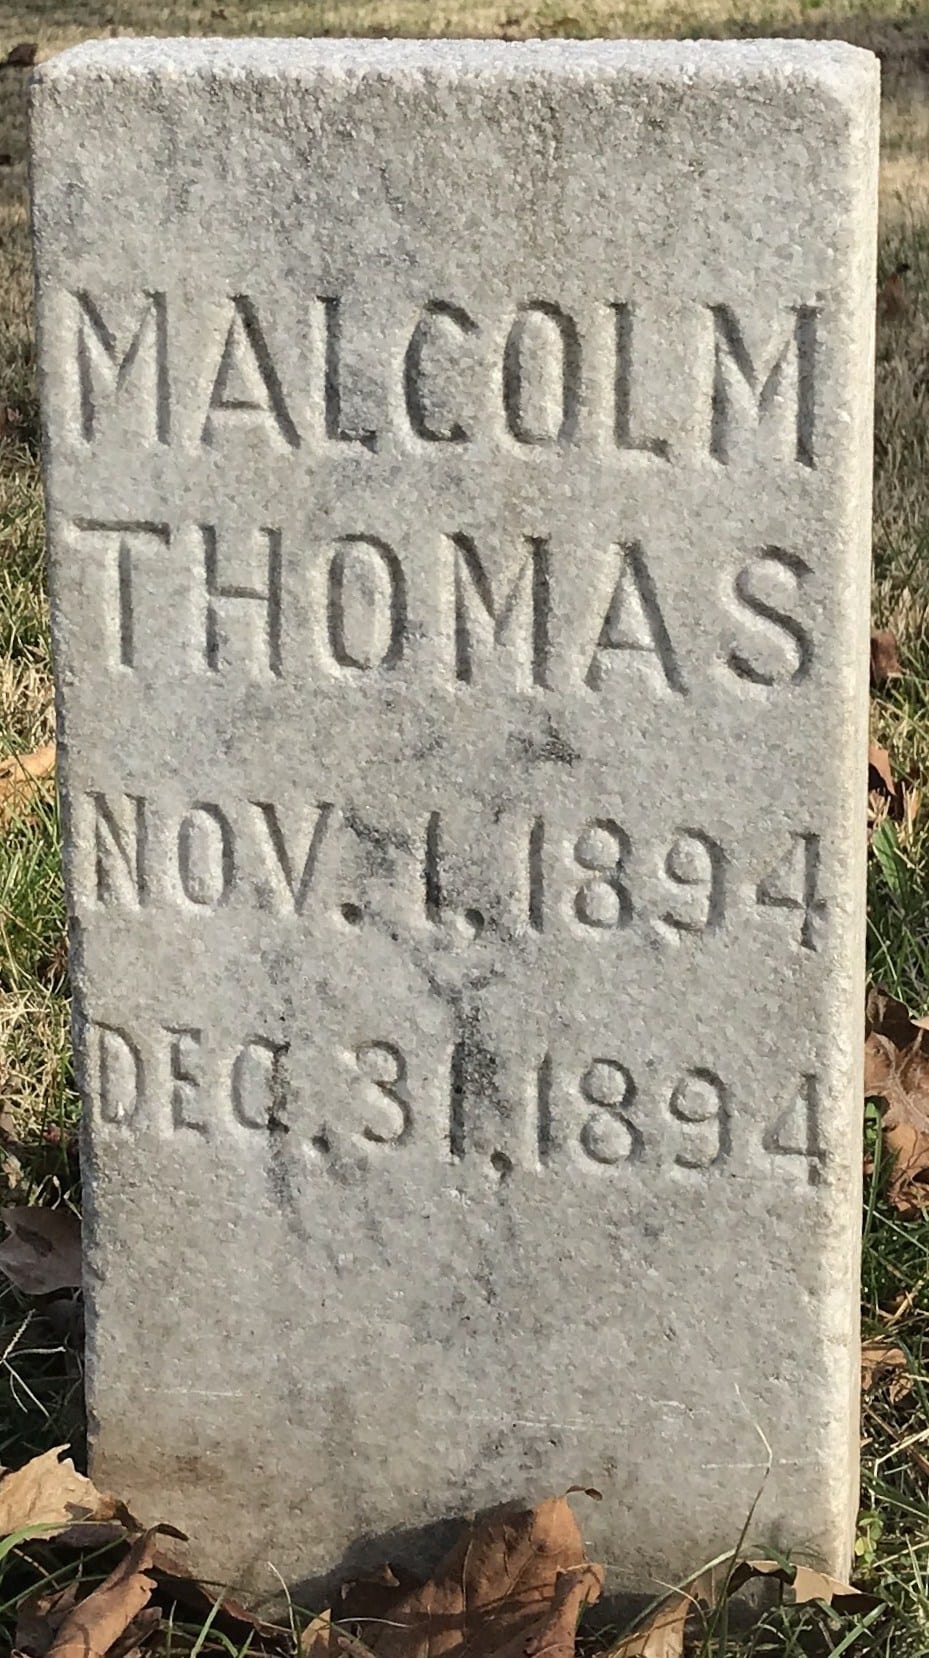 MALCOLM
THOMAS
NOV. 1, 1894
DEC. 31, 1894